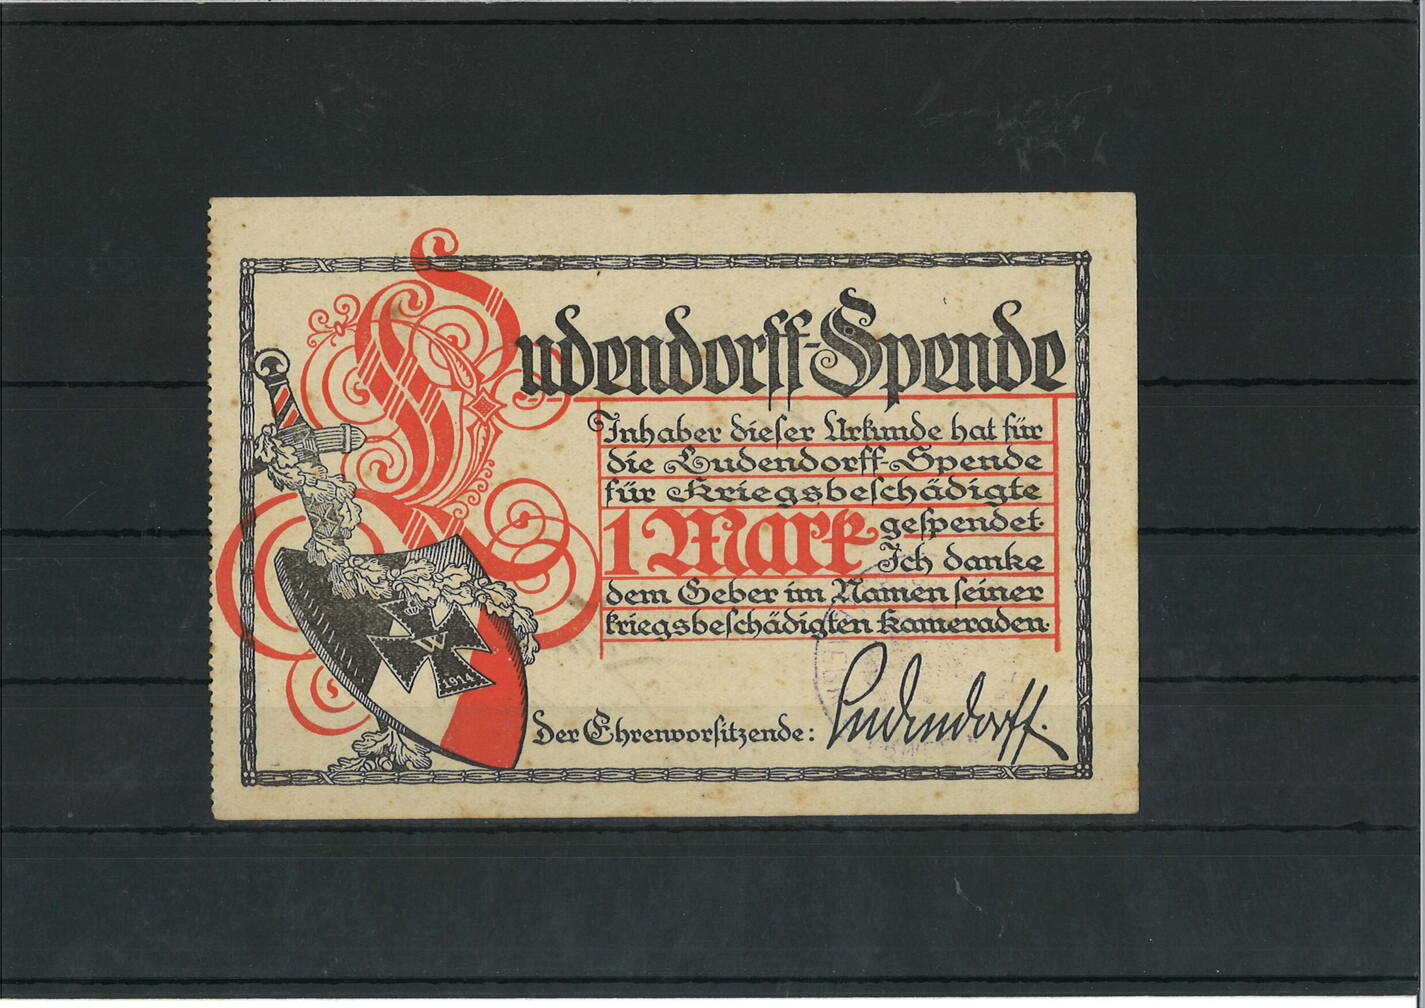 Ludendorff-Spende
Inhaber dieser Urkunde hat für
die Ludendorff-Spende
für Kriegsbeschädigte
1 Mark gespendet.
Ich danke
dem Geber im Namen seiner
kriegsbeschädigten Kameraden.
W
1914
Der Ehrenvorsitzende: Ludendorff.